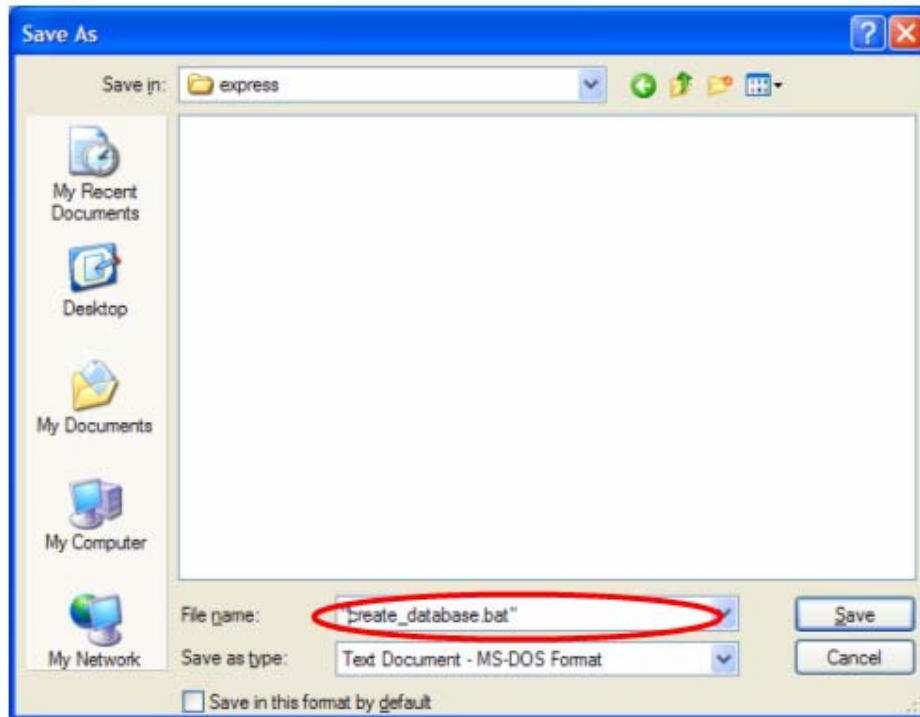 Save As
Save in:
express
My Recent
Documents
Desktop
My Documents
My Computer
My Network
File name:
"create_database.bat"
Save
Save as type:
Text Document - MS-DOS Format
Cancel
Save in this format by default